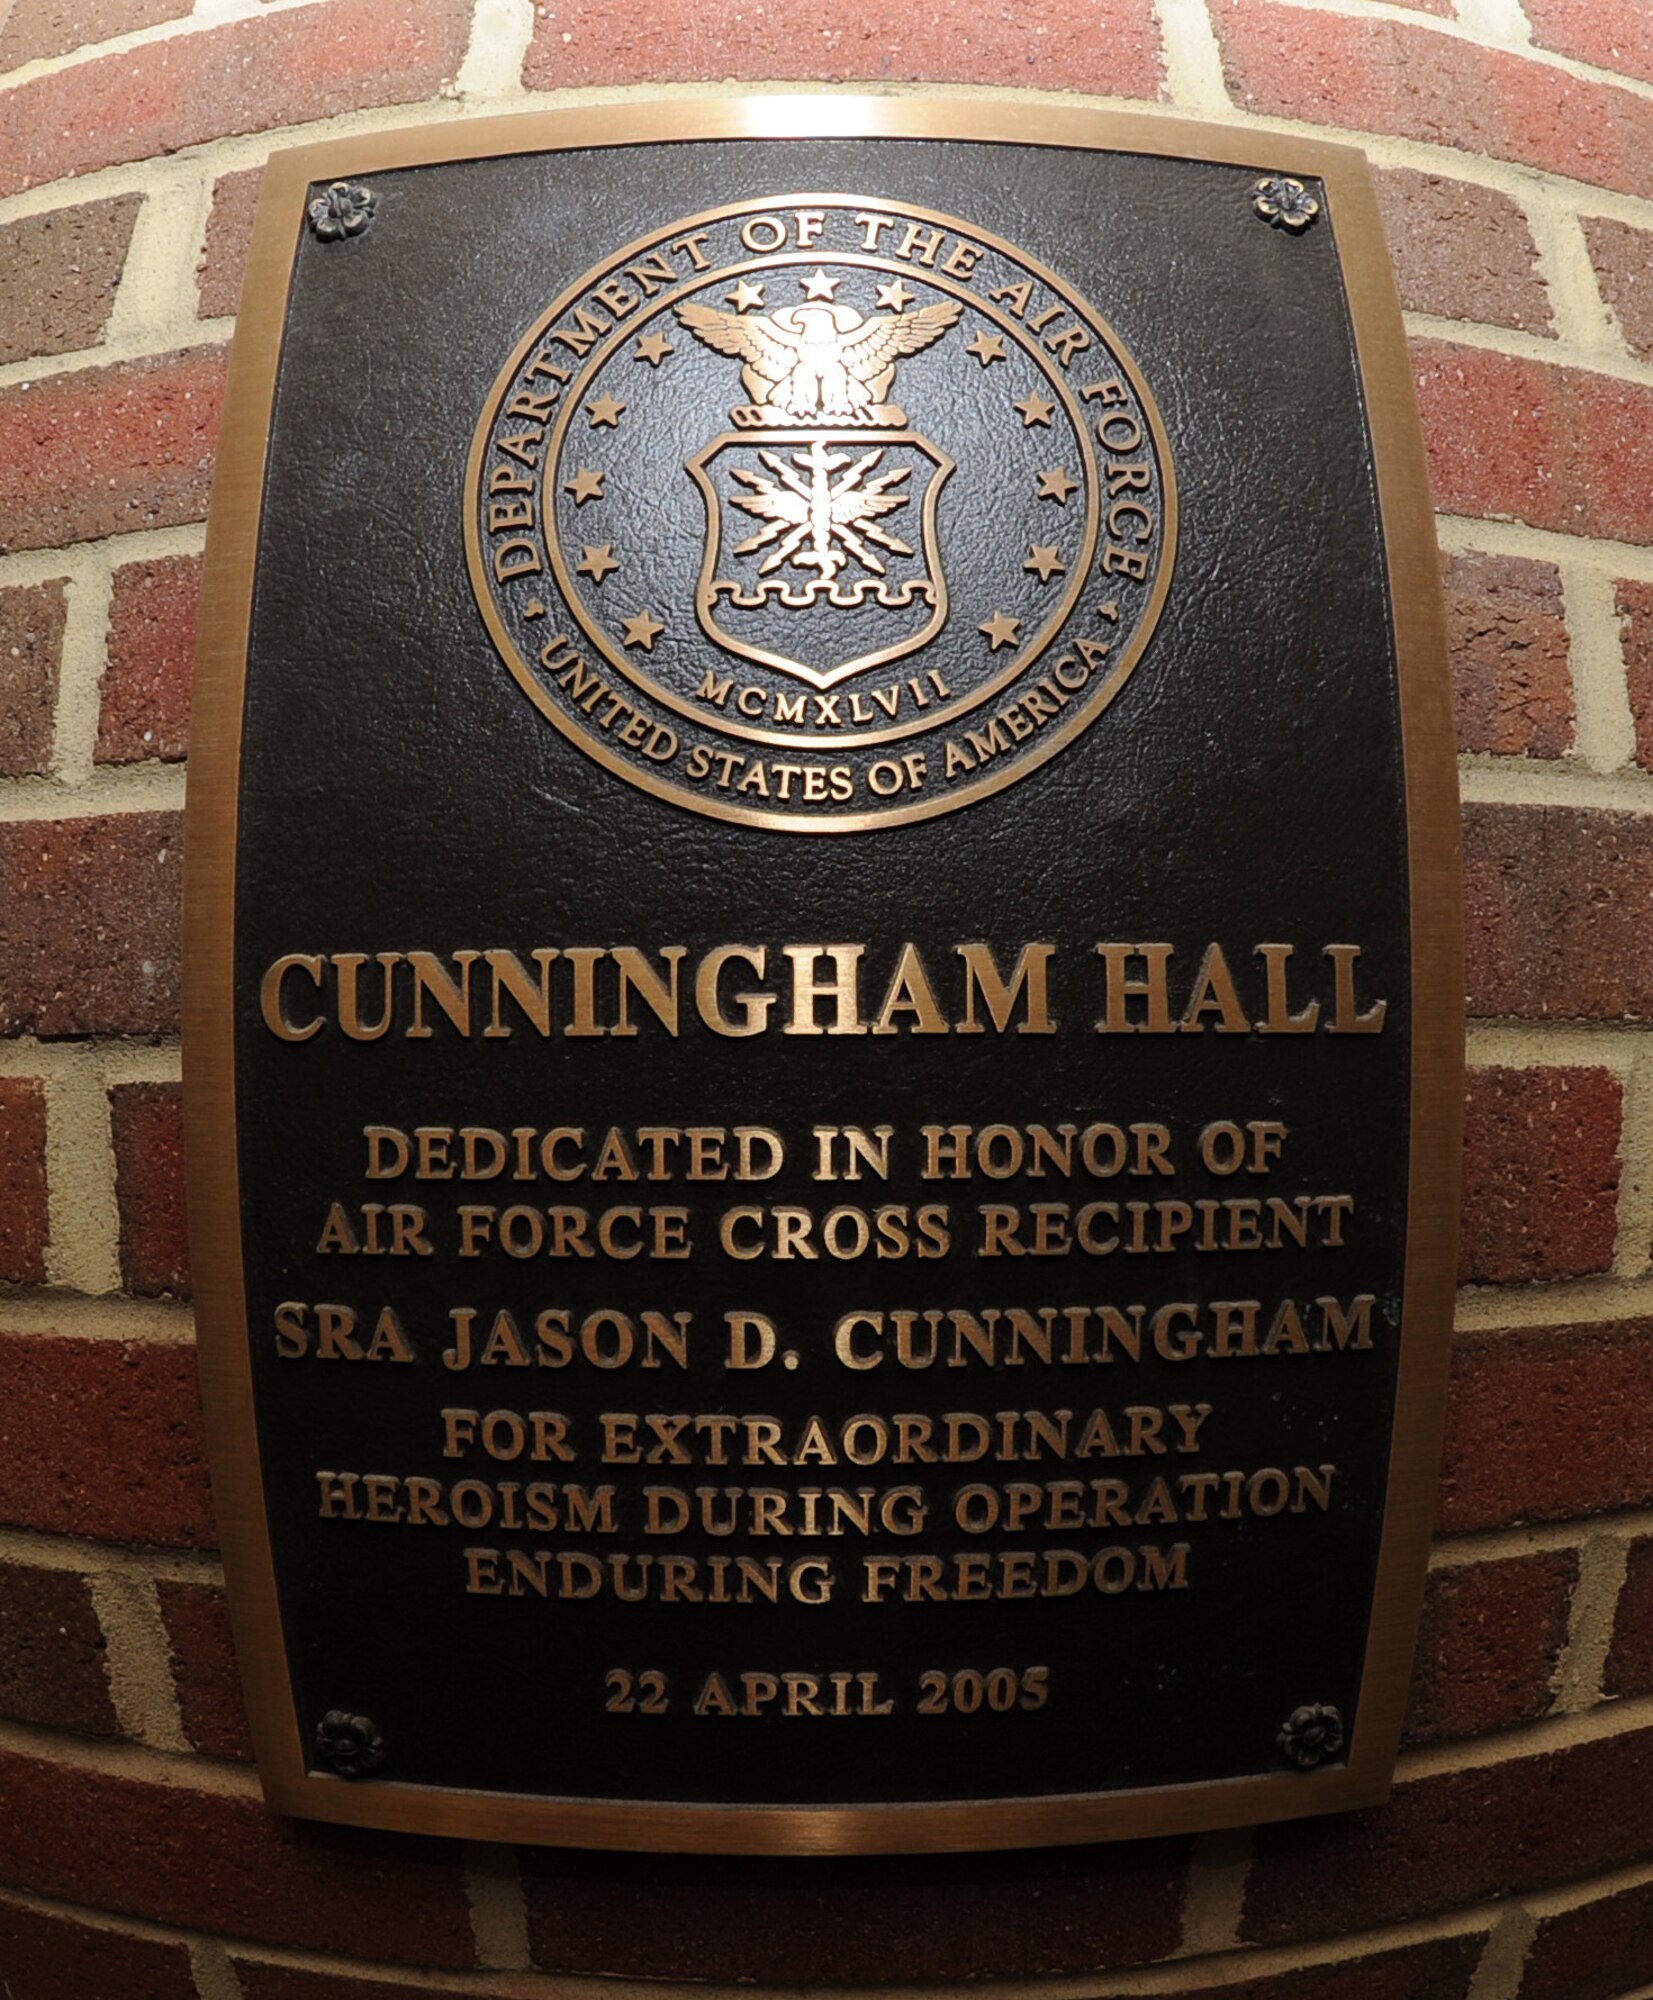 DEPARTMENT OF THE AIR FORCE
MCMXLVII
UNITED STATES OF AMERICA
CUNNINGHAM HALL
DEDICATED IN HONOR OF
AIR FORCE CROSS RECIPIENT
SRA JASON D. CUNNINGHAM
FOR EXTRAORDINARY
HEROISM DURING OPERATION
ENDURING FREEDOM
22 APRIL 2005